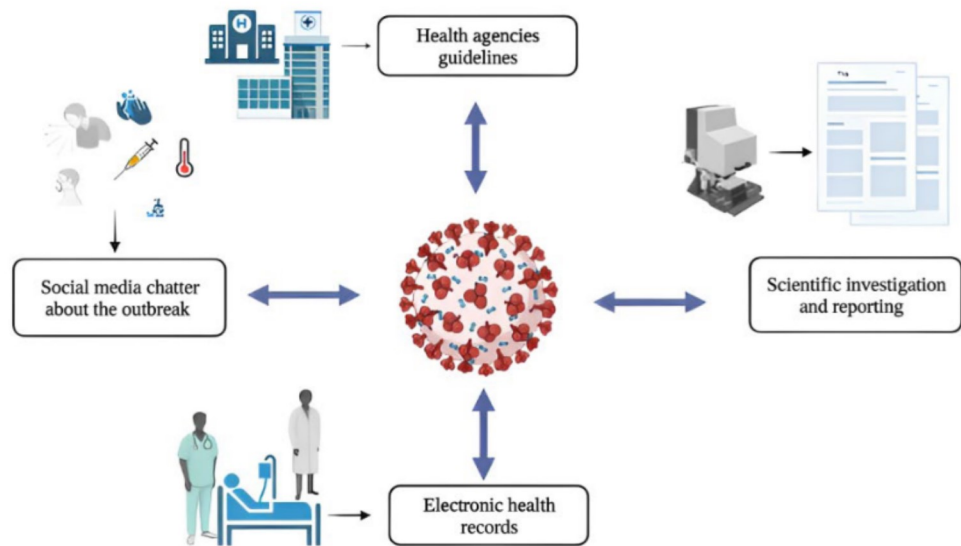 H
Health agencies
guidelines
Social media chatter
about the outbreak
Scientific investigation
and reporting
Electronic health
records